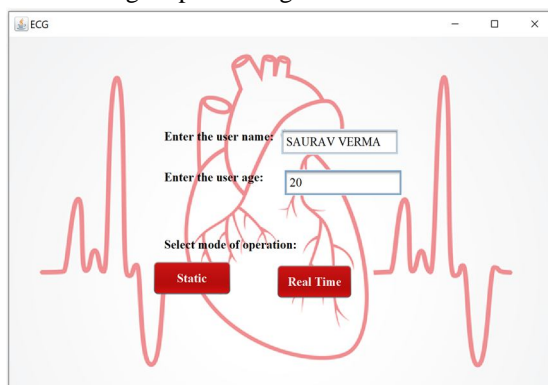 ECG
Enter the user name: SAURAV VERMA
Enter the user age: 20
Select mode of operation:
Static Real Time